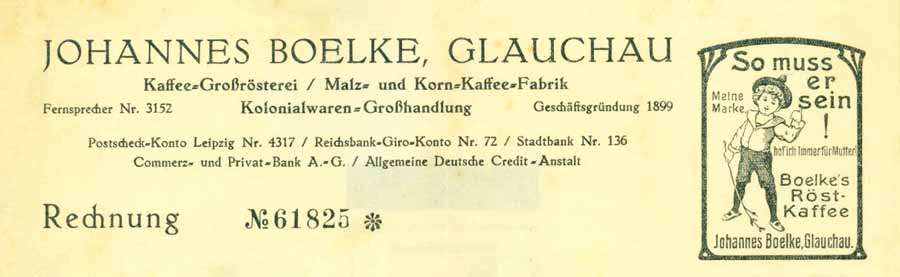 JOHANNES BOELKE, GLAUCHAU
Kaffee-Großrösterei / Malz- und Korn-Kaffee-Fabrik
Fernsprecher Nr. 3152 Kolonialwaren-Großhandlung Geschäftsgründung 1899
Postscheck-Konto Leipzig Nr. 4317 / Reichsbank-Giro-Konto Nr. 72 / Stadtbank Nr. 136
Commerz- und Privat-Bank A.-G. / Allgemeine Deutsche Credit-Anstalt
Rechnung № 61825 *
So muss
er
sein
!
Meine
Marke
hol ich immer für Mutter
Boelke's
Röst-
Kaffee
Johannes Boelke, Glauchau.